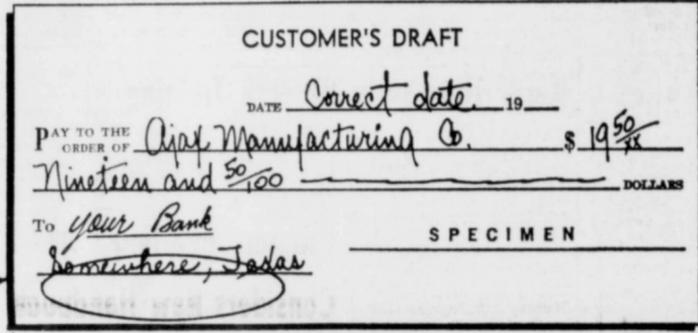 CUSTOMER'S DRAFT
DATE Correct date 19
PAY TO THE ORDER OF Ajax Manufacturing Co. $ 19 50/xx
Nineteen and 50/100 DOLLARS
To your Bank
SPECIMEN
Somewhere, Texas